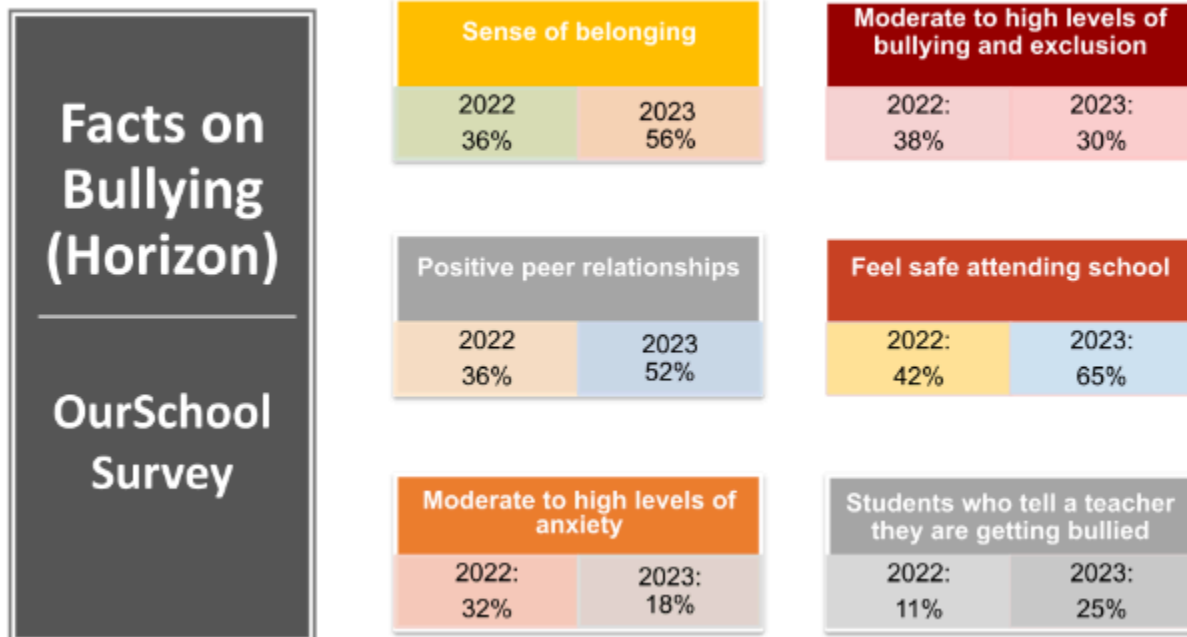 Facts on
Bullying
(Horizon)
OurSchool
Survey
Sense of belonging
2022
36%
2023
56%
Moderate to high levels of
bullying and exclusion
2022:
38%
2023:
30%
Positive peer relationships
2022
36%
2023
52%
Feel safe attending school
2022:
42%
2023:
65%
Moderate to high levels of
anxiety
2022:
32%
2023:
18%
Students who tell a teacher
they are getting bullied
2022:
11%
2023:
25%